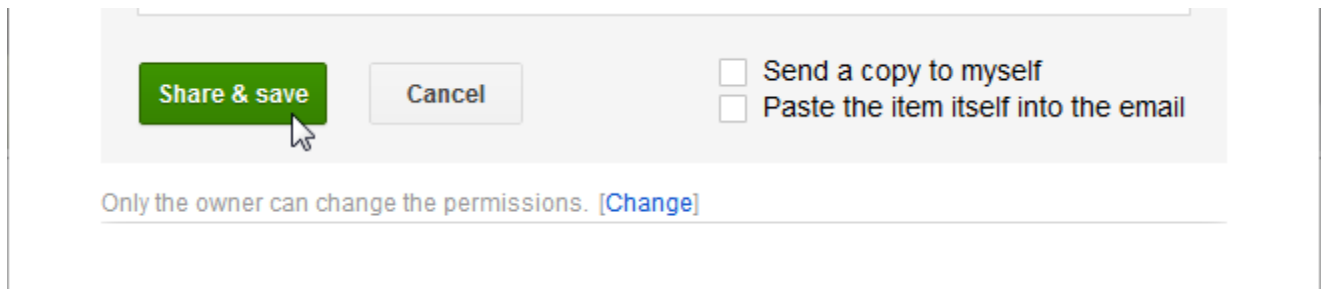 Share & save
Cancel
Send a copy to myself
Paste the item itself into the email
Only the owner can change the permissions. [Change]